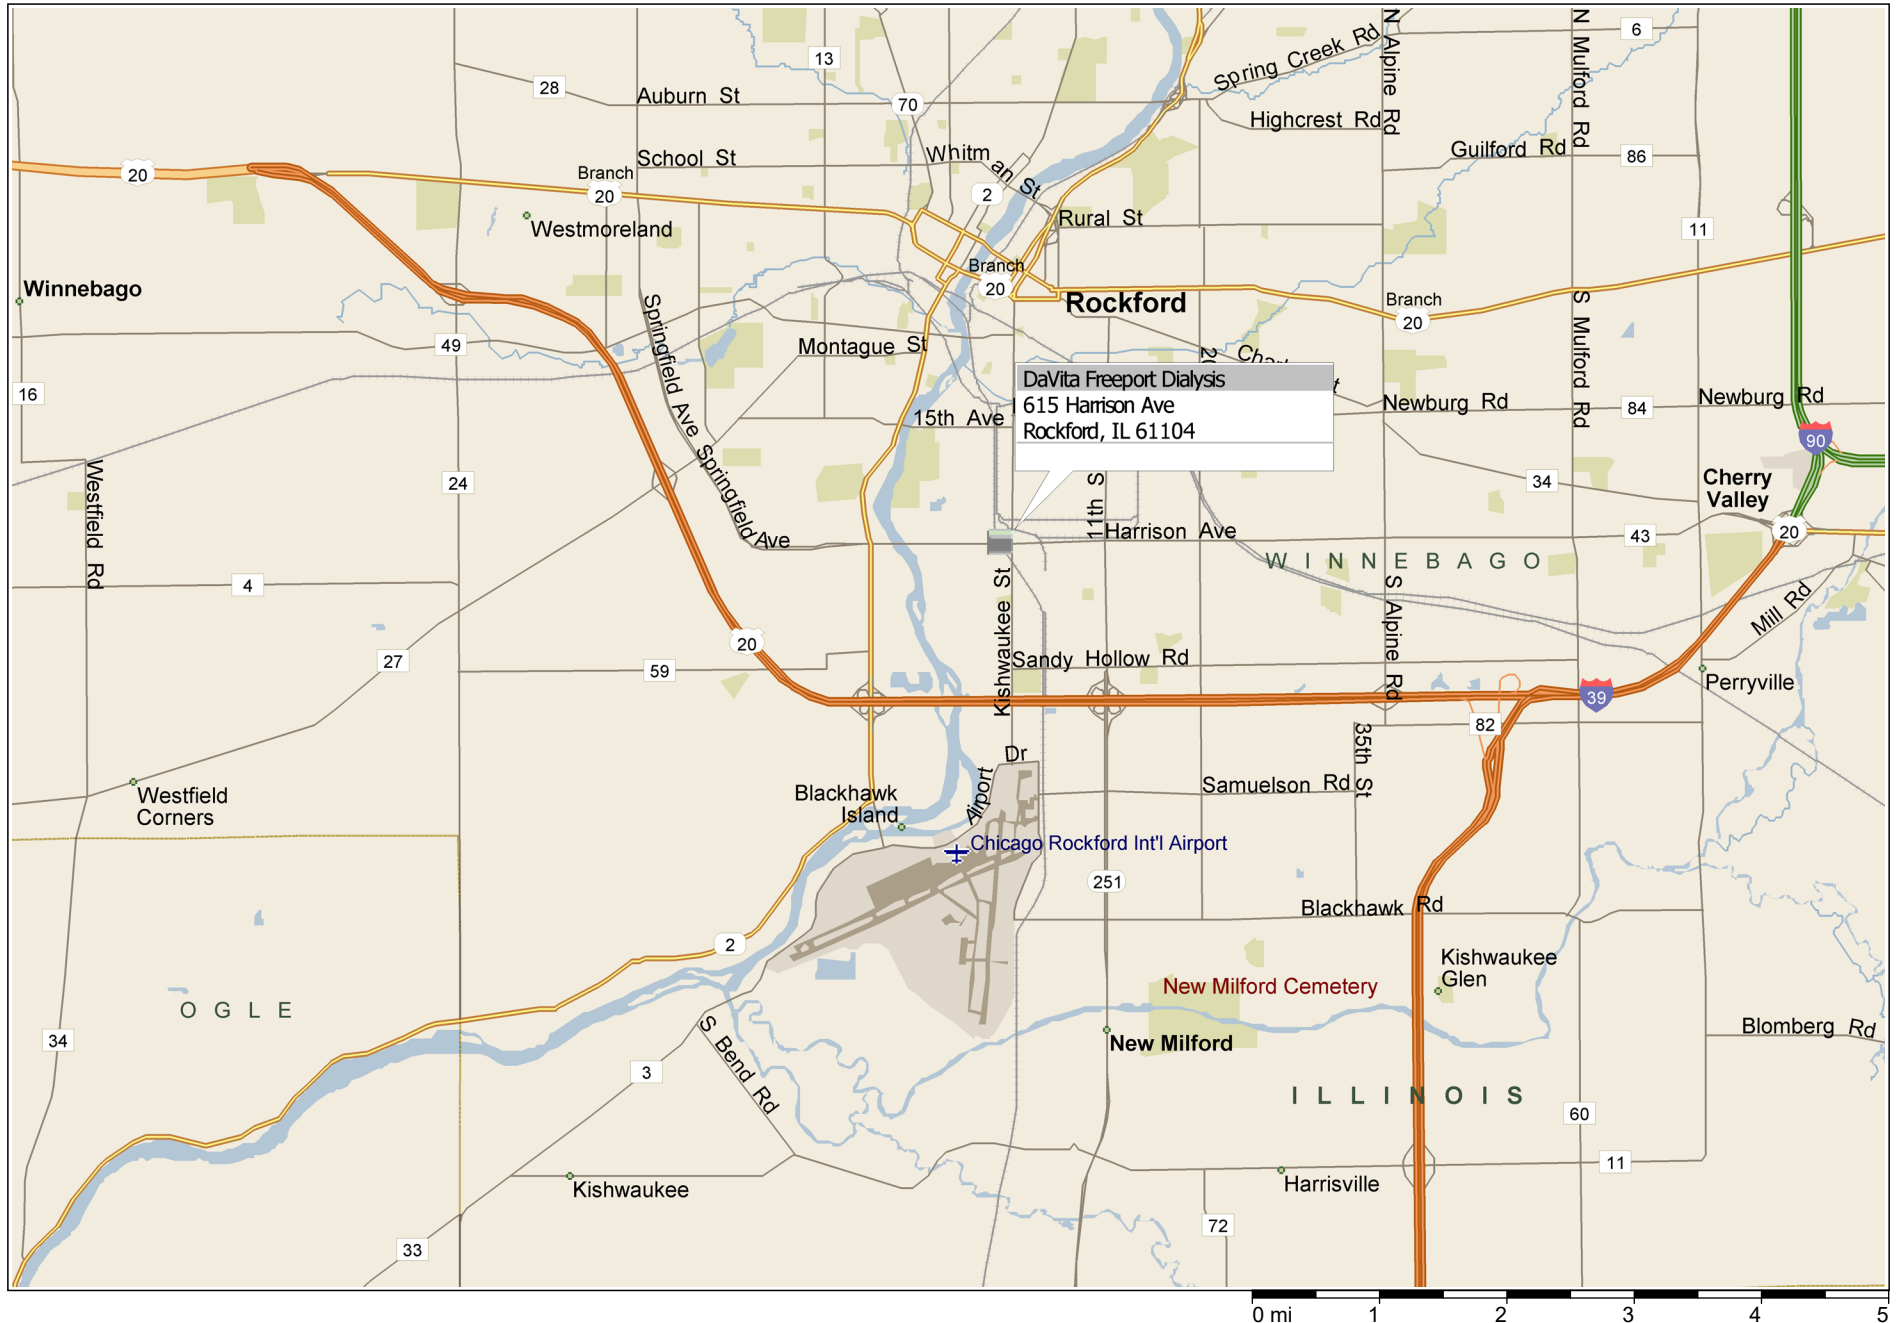 13
28
Auburn St
70
Spring Creek Rd
N Alpine Rd
N Mulford Rd
6
Highcrest Rd
Guilford Rd
86
School St
Whitman St
20
Branch
20
2
Westmoreland
Rural St
11
Winnebago
Branch
20
Rockford
Branch
20
S Mulford Rd
Springfield Ave
49
Montague St
16
DaVita Freeport Dialysis
615 Harrison Ave
Rockford, IL 61104
15th Ave
Newburg Rd
84
Newburg Rd
90
Westfield Rd
24
Springfield Ave
34
Cherry
Valley
11th S
Harrison Ave
43
20
WINNEBAGO
4
Kishwaukee St
S Alpine Rd
Mill Rd
27
20
59
Sandy Hollow Rd
Perryville
39
82
35th St
Airport Dr
Westfield
Corners
Blackhawk
Island
Samuelson Rd
Chicago Rockford Int'l Airport
251
Blackhawk Rd
2
Kishwaukee
Glen
New Milford Cemetery
OGLE
34
New Milford
S Bend Rd
Blomberg Rd
3
ILLINOIS
60
11
Kishwaukee
Harrisville
72
33
0 mi 1 2 3 4 5